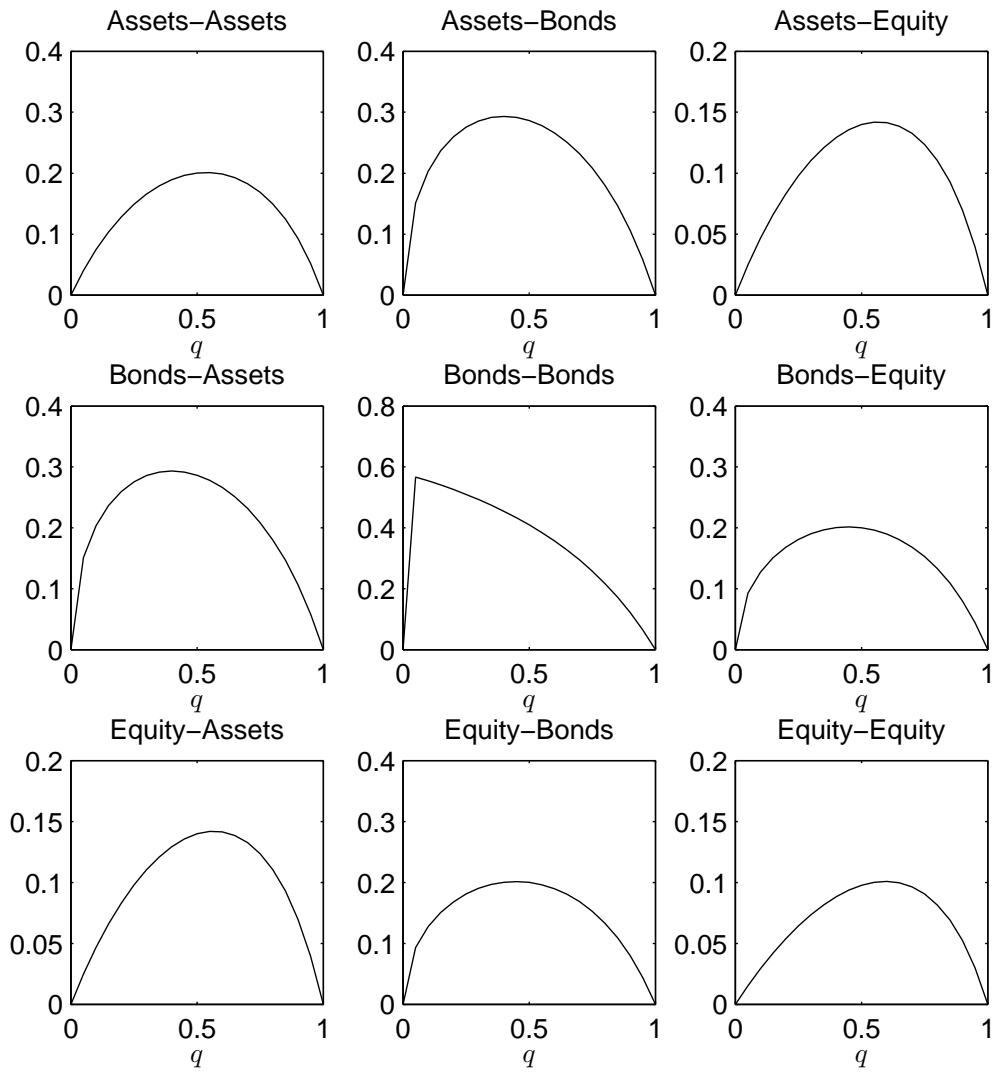 Assets−Assets Assets−Bonds Assets−Equity
0.4 0.4 0.2
0.3 0.3 0.15
0.2 0.2 0.1
0.1 0.1 0.05
0 0 0
0 0.5 1 0 0.5 1 0 0.5 1
q q q
Bonds−Assets Bonds−Bonds Bonds−Equity
0.4 0.8 0.4
0.3 0.6 0.3
0.2 0.4 0.2
0.1 0.2 0.1
0 0 0
0 0.5 1 0 0.5 1 0 0.5 1
q q q
Equity−Assets Equity−Bonds Equity−Equity
0.2 0.4 0.2
0.15 0.3 0.15
0.1 0.2 0.1
0.05 0.1 0.05
0 0 0
0 0.5 1 0 0.5 1 0 0.5 1
q q q